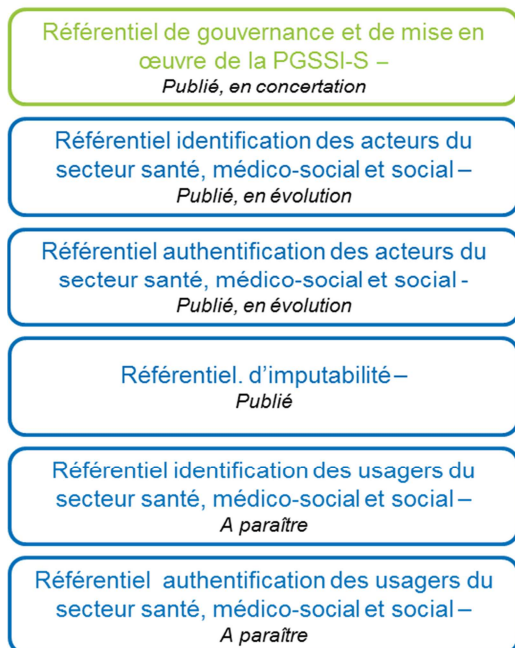 Référentiel de gouvernance et de mise en
œuvre de la PGSSI-S –
Publié, en concertation
Référentiel identification des acteurs du
secteur santé, médico-social et social –
Publié, en évolution
Référentiel authentification des acteurs du
secteur santé, médico-social et social -
Publié, en évolution
Référentiel. d'imputabilité –
Publié
Référentiel identification des usagers du
secteur santé, médico-social et social –
A paraître
Référentiel authentification des usagers du
secteur santé, médico-social et social –
A paraître